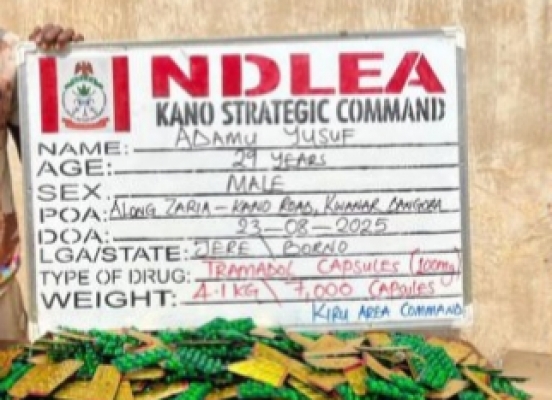 NDLEA
KANO STRATEGIC COMMAND
NAME: ADAMU YUSUF
AGE: 29 YEARS
SEX. MALE
POA: ALONG ZARIA - KANO ROAD, KWANAR DANGORA
DOA: 23-08-2025
LGA/STATE: JERE \ BORNO
TYPE OF DRUG: TRAMADOL CAPSULES (100mg)
WEIGHT: 4.1KG \ 7,000 CAPSULES
KIRU AREA COMMAND